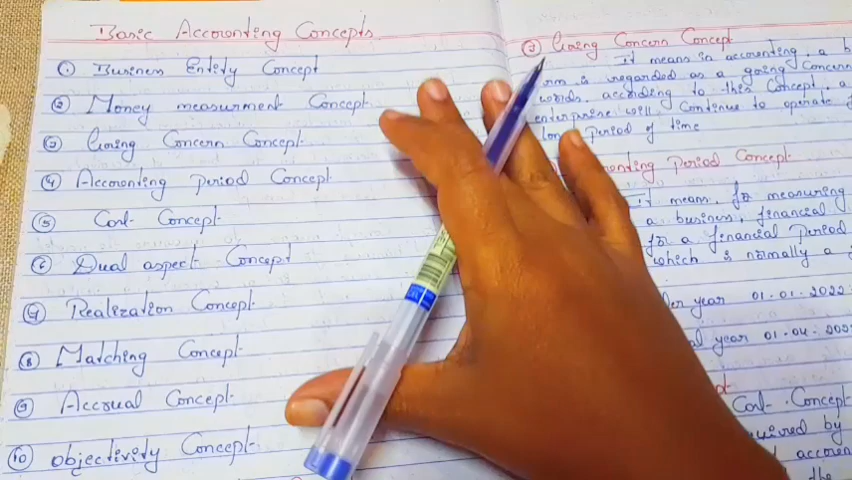 Basic Accounting Concepts
① Business Entity Concept
② Money measurment Concept
③ Going Concern Concept
④ Accounting period Concept
⑤ Cost Concept
⑥ Dual aspect Concept
⑦ Realization Concept
⑧ Matching Concept
⑨ Accrual Concept
⑩ objectivity Concept
③ Going Concern Concept
It means in accounting, a b
rm is regarded as a going Concern
words. according to this Concept, a
enterprise will Continue to operate
long period of time
Period Concept
it means, for measuring
a business, financial
for a financial Period
which is normally a
year 01.01.2022
year 01.04.202
Cost Concept
by
the